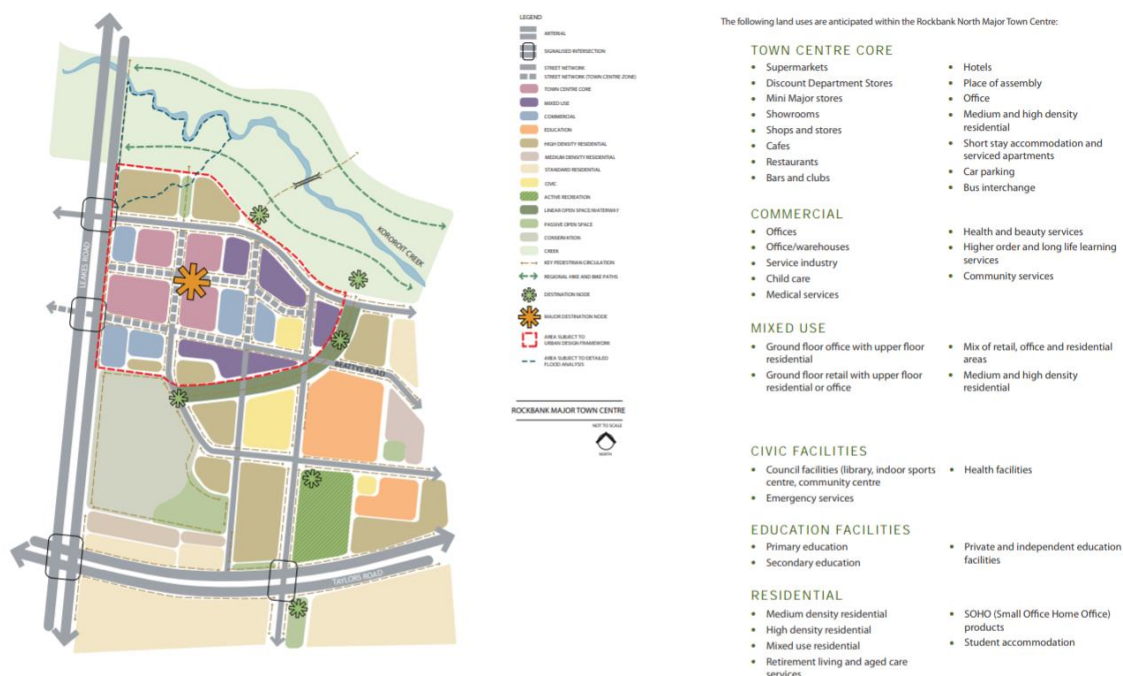 LEAKES ROAD
KOROROIT CREEK
BEATTYS ROAD
TAYLORS ROAD
LEGEND
ARTERIAL
SIGNALISED INTERSECTION
STREET NETWORK
STREET NETWORK (TOWN CENTRE ZONE)
TOWN CENTRE CORE
MIXED USE
COMMERCIAL
EDUCATION
HIGH DENSITY RESIDENTIAL
MEDIUM DENSITY RESIDENTIAL
STANDARD RESIDENTIAL
CIVIC
ACTIVE RECREATION
LINEAR OPEN SPACE/WATERWAY
PASSIVE OPEN SPACE
CONSERVATION
CREEK
KEY PEDESTRIAN CIRCULATION
REGIONAL HIKE AND BIKE PATHS
DESTINATION NODE
MAJOR DESTINATION NODE
AREA SUBJECT TO
URBAN DESIGN FRAMEWORK
AREA SUBJECT TO DETAILED
FLOOD ANALYSIS
ROCKBANK MAJOR TOWN CENTRE
NOT TO SCALE
NORTH
The following land uses are anticipated within the Rockbank North Major Town Centre:
TOWN CENTRE CORE
• Supermarkets
• Discount Department Stores
• Mini Major stores
• Showrooms
• Shops and stores
• Cafes
• Restaurants
• Bars and clubs
• Hotels
• Place of assembly
• Office
• Medium and high density
residential
• Short stay accommodation and
serviced apartments
• Car parking
• Bus interchange
COMMERCIAL
• Offices
• Office/warehouses
• Service industry
• Child care
• Medical services
• Health and beauty services
• Higher order and long life learning
services
• Community services
MIXED USE
• Ground floor office with upper floor
residential
• Ground floor retail with upper floor
residential or office
• Mix of retail, office and residential
areas
• Medium and high density
residential
CIVIC FACILITIES
• Council facilities (library, indoor sports
centre, community centre
• Emergency services
• Health facilities
EDUCATION FACILITIES
• Primary education
• Secondary education
• Private and independent education
facilities
RESIDENTIAL
• Medium density residential
• High density residential
• Mixed use residential
• Retirement living and aged care
services
• SOHO (Small Office Home Office)
products
• Student accommodation